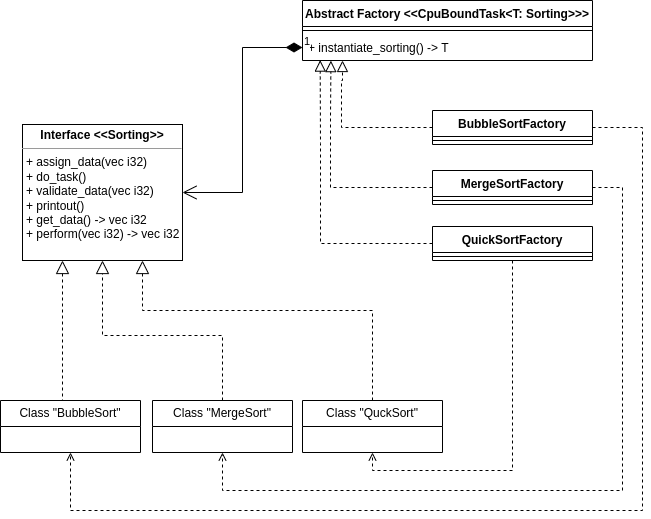 Abstract Factory <<CpuBoundTask<T: Sorting>>>
1
+ instantiate_sorting() -> T
Interface <<Sorting>>
+ assign_data(vec i32)
+ do_task()
+ validate_data(vec i32)
+ printout()
+ get_data() -> vec i32
+ perform(vec i32) -> vec i32
BubbleSortFactory
MergeSortFactory
QuickSortFactory
Class "BubbleSort"
Class "MergeSort"
Class "QuckSort"